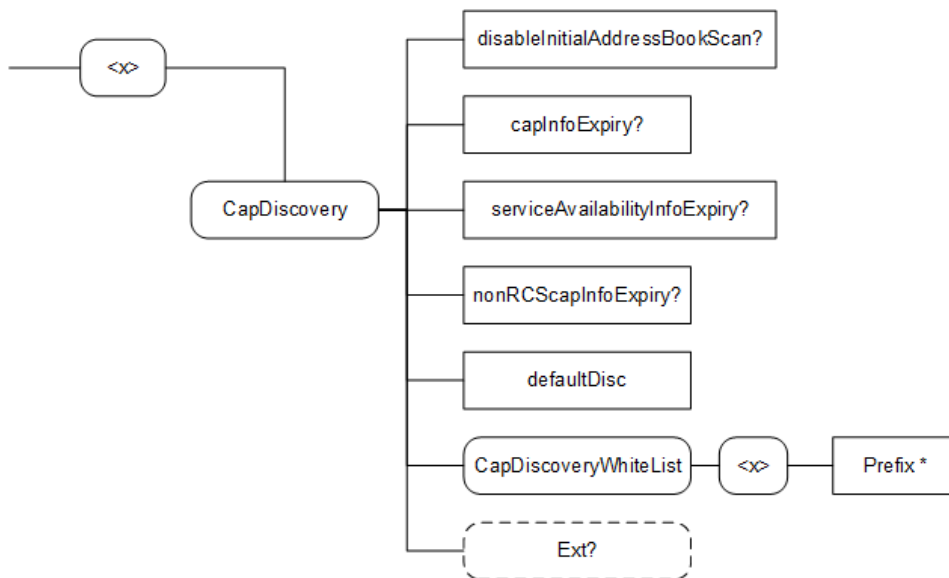 disableInitialAddressBookScan?
<x>
capInfoExpiry?
CapDiscovery
serviceAvailabilityInfoExpiry?
nonRCScapInfoExpiry?
defaultDisc
CapDiscoveryWhiteList
<x>
Prefix *
Ext?